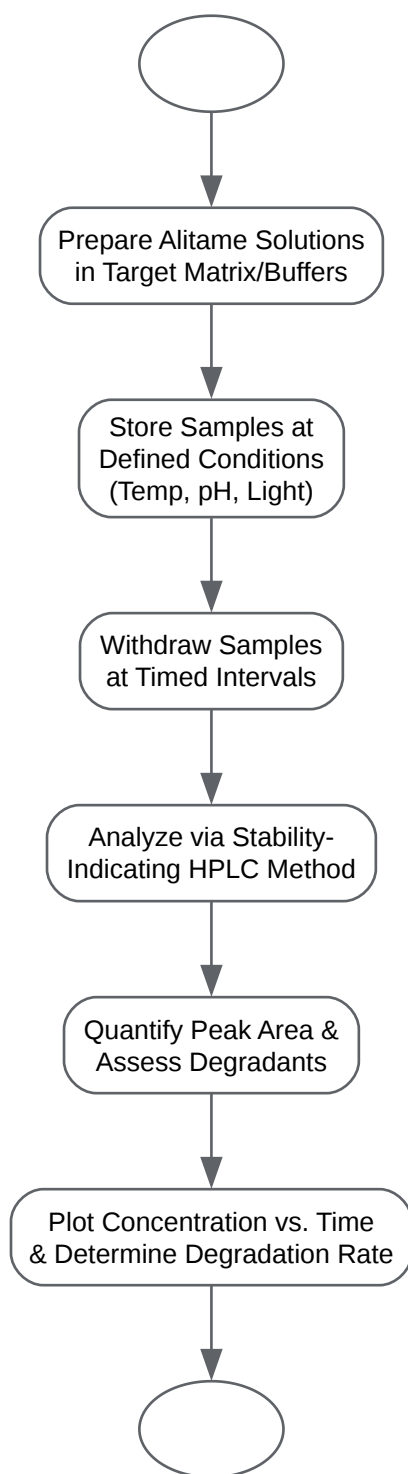 Prepare Alitame Solutions
in Target Matrix/Buffers
Store Samples at
Defined Conditions
(Temp, pH, Light)
Withdraw Samples
at Timed Intervals
Analyze via Stability-
Indicating HPLC Method
Quantify Peak Area &
Assess Degradants
Plot Concentration vs. Time
& Determine Degradation Rate